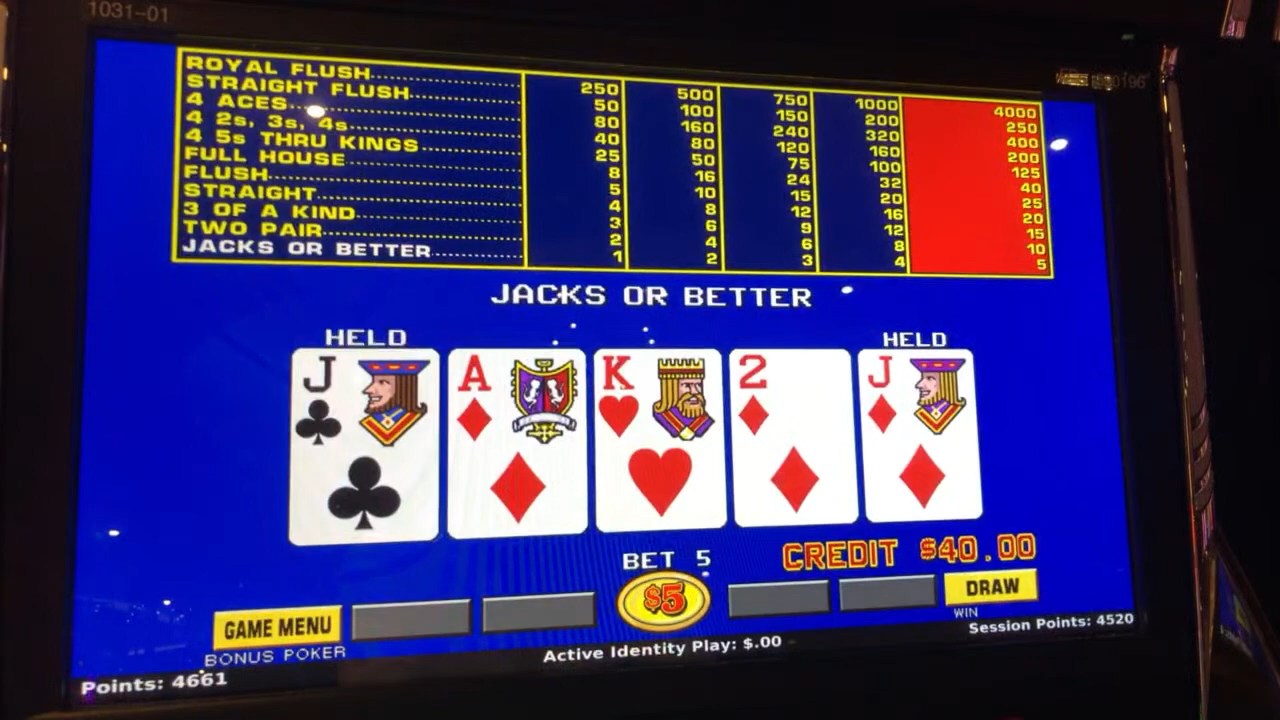 1031-01
ROYAL FLUSH 250 500 750 1000 4000
STRAIGHT FLUSH 50 100 150 200 250
4 ACES 80 160 240 320 400
4 2s, 3s, 4s 40 80 120 160 200
4 5s THRU KINGS 25 50 75 100 125
FULL HOUSE 8 16 24 32 40
FLUSH 5 10 15 20 25
STRAIGHT 4 8 12 16 20
3 OF A KIND 3 6 9 12 15
TWO PAIR 2 4 6 8 10
JACKS OR BETTER 1 2 3 4 5
JACKS OR BETTER
HELD HELD
J A K 2 J
BET 5 CREDIT $40.00
GAME MENU $5 DRAW
BONUS POKER WIN
Points: 4661 Active Identity Play: $.00 Session Points: 4520